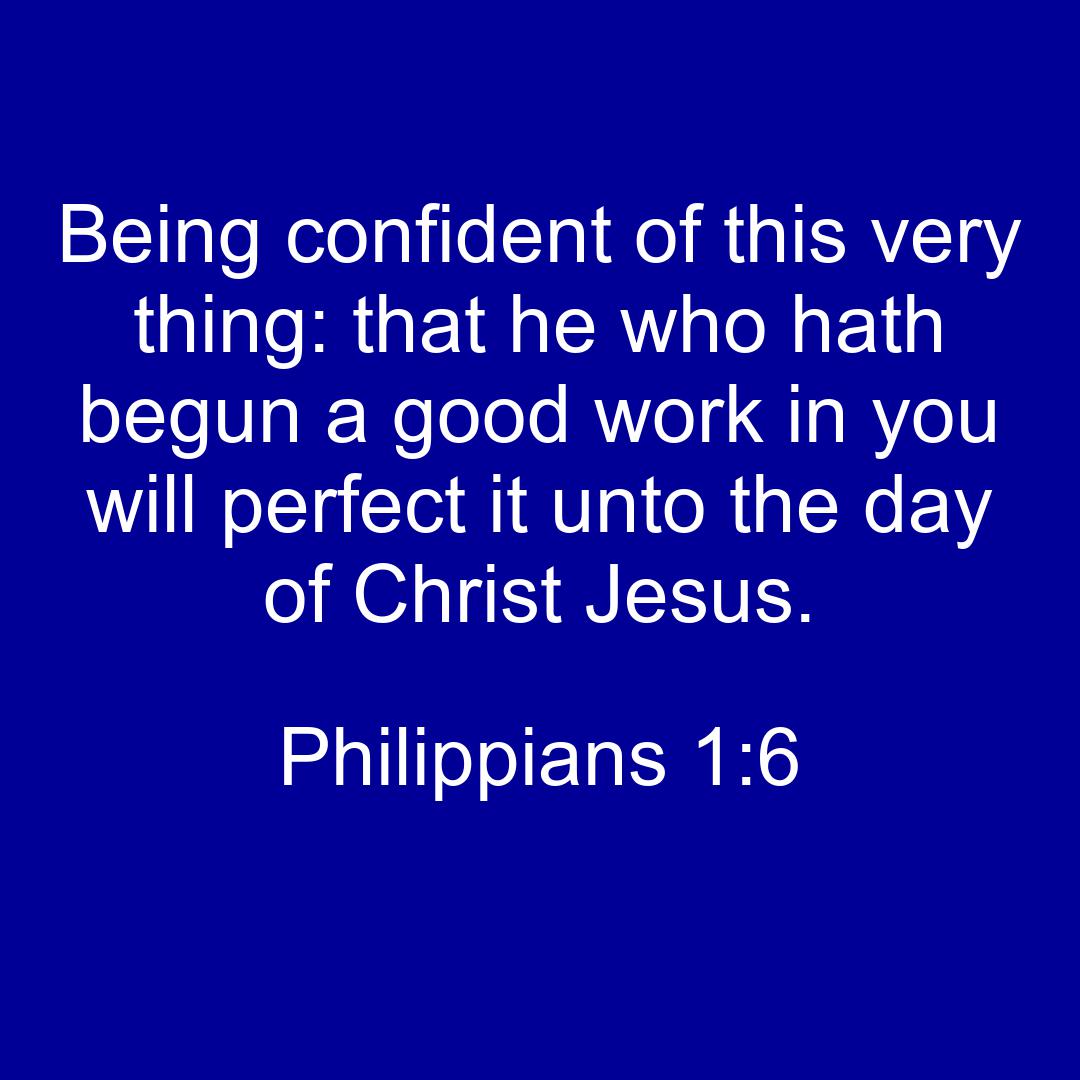 Being confident of this very
thing: that he who hath
begun a good work in you
will perfect it unto the day
of Christ Jesus.
Philippians 1:6